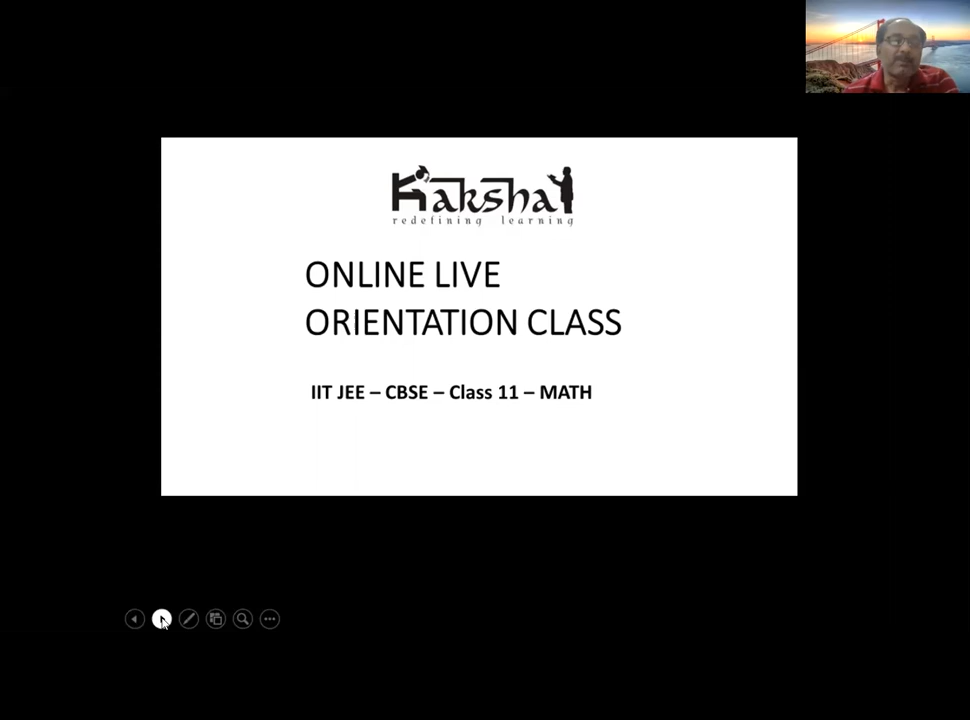 Kaksha
redefining learning
ONLINE LIVE
ORIENTATION CLASS
IIT JEE – CBSE – Class 11 – MATH